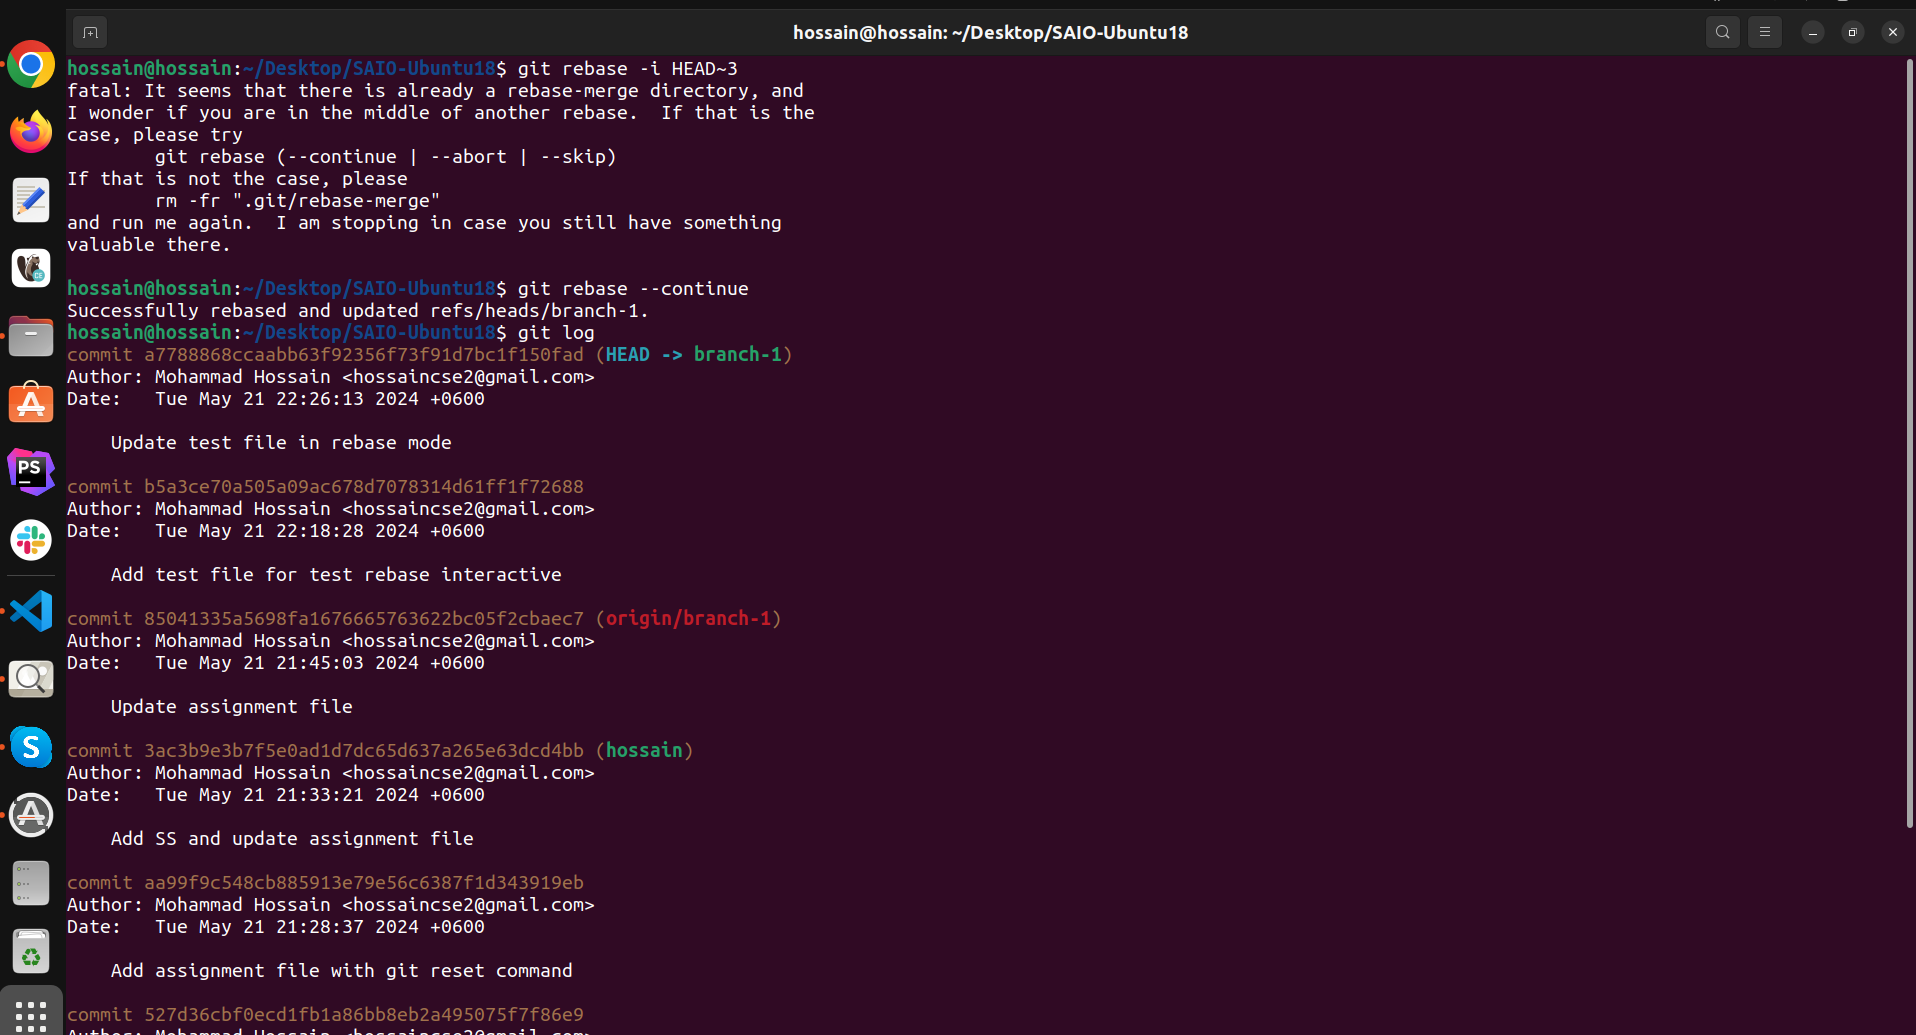 hossain@hossain: ~/Desktop/SAIO-Ubuntu18
hossain@hossain:~/Desktop/SAIO-Ubuntu18$ git rebase -i HEAD~3
fatal: It seems that there is already a rebase-merge directory, and
I wonder if you are in the middle of another rebase.  If that is the
case, please try
        git rebase (--continue | --abort | --skip)
If that is not the case, please
        rm -fr ".git/rebase-merge"
and run me again.  I am stopping in case you still have something
valuable there.
hossain@hossain:~/Desktop/SAIO-Ubuntu18$ git rebase --continue
Successfully rebased and updated refs/heads/branch-1.
hossain@hossain:~/Desktop/SAIO-Ubuntu18$ git log
commit a7788868ccaabb63f92356f73f91d7bc1f150fad (HEAD -> branch-1)
Author: Mohammad Hossain <hossaincse2@gmail.com>
Date:   Tue May 21 22:26:13 2024 +0600
    Update test file in rebase mode
commit b5a3ce70a505a09ac678d7078314d61ff1f72688
Author: Mohammad Hossain <hossaincse2@gmail.com>
Date:   Tue May 21 22:18:28 2024 +0600
    Add test file for test rebase interactive
commit 85041335a5698fa1676665763622bc05f2cbaec7 (origin/branch-1)
Author: Mohammad Hossain <hossaincse2@gmail.com>
Date:   Tue May 21 21:45:03 2024 +0600
    Update assignment file
commit 3ac3b9e3b7f5e0ad1d7dc65d637a265e63dcd4bb (hossain)
Author: Mohammad Hossain <hossaincse2@gmail.com>
Date:   Tue May 21 21:33:21 2024 +0600
    Add SS and update assignment file
commit aa99f9c548cb885913e79e56c6387f1d343919eb
Author: Mohammad Hossain <hossaincse2@gmail.com>
Date:   Tue May 21 21:28:37 2024 +0600
    Add assignment file with git reset command
commit 527d36cbf0ecd1fb1a86bb8eb2a495075f7f86e9
Author: Mohammad Hossain <hossaincse2@gmail.com>
PS
S
CE